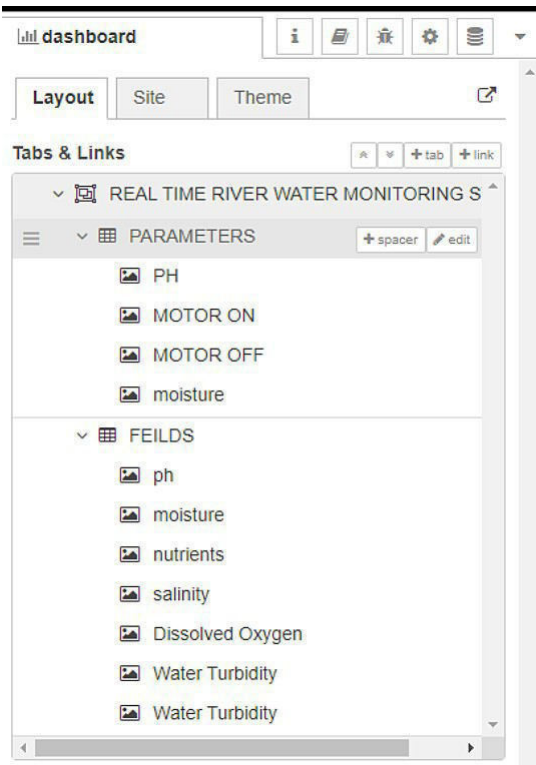 dashboard
Layout Site Theme
Tabs & Links tab link
REAL TIME RIVER WATER MONITORING S
PARAMETERS spacer edit
PH
MOTOR ON
MOTOR OFF
moisture
FEILDS
ph
moisture
nutrients
salinity
Dissolved Oxygen
Water Turbidity
Water Turbidity